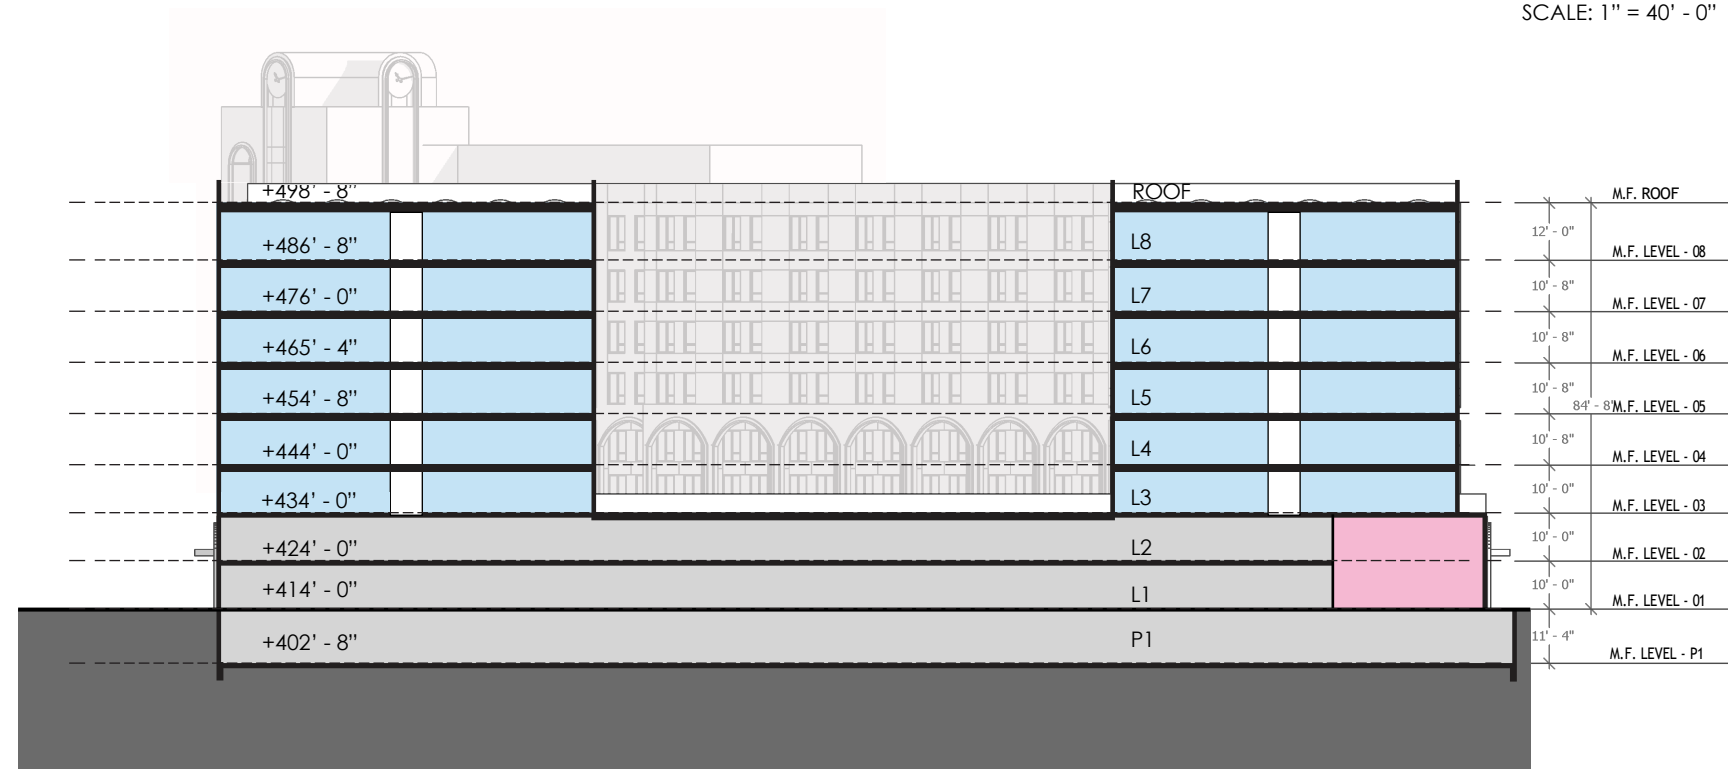 SCALE: 1” = 40’ - 0”
+498’ - 8”
ROOF
M.F. ROOF
12' - 0"
+486’ - 8”
L8
M.F. LEVEL - 08
10' - 8"
+476’ - 0”
L7
M.F. LEVEL - 07
10' - 8"
+465’ - 4”
L6
M.F. LEVEL - 06
10' - 8"
+454’ - 8”
L5
84' - 8"
M.F. LEVEL - 05
10' - 8"
+444’ - 0”
L4
M.F. LEVEL - 04
10' - 0"
+434’ - 0”
L3
M.F. LEVEL - 03
10' - 0"
+424’ - 0”
L2
M.F. LEVEL - 02
10' - 0"
+414’ - 0”
L1
M.F. LEVEL - 01
11' - 4"
+402’ - 8”
P1
M.F. LEVEL - P1